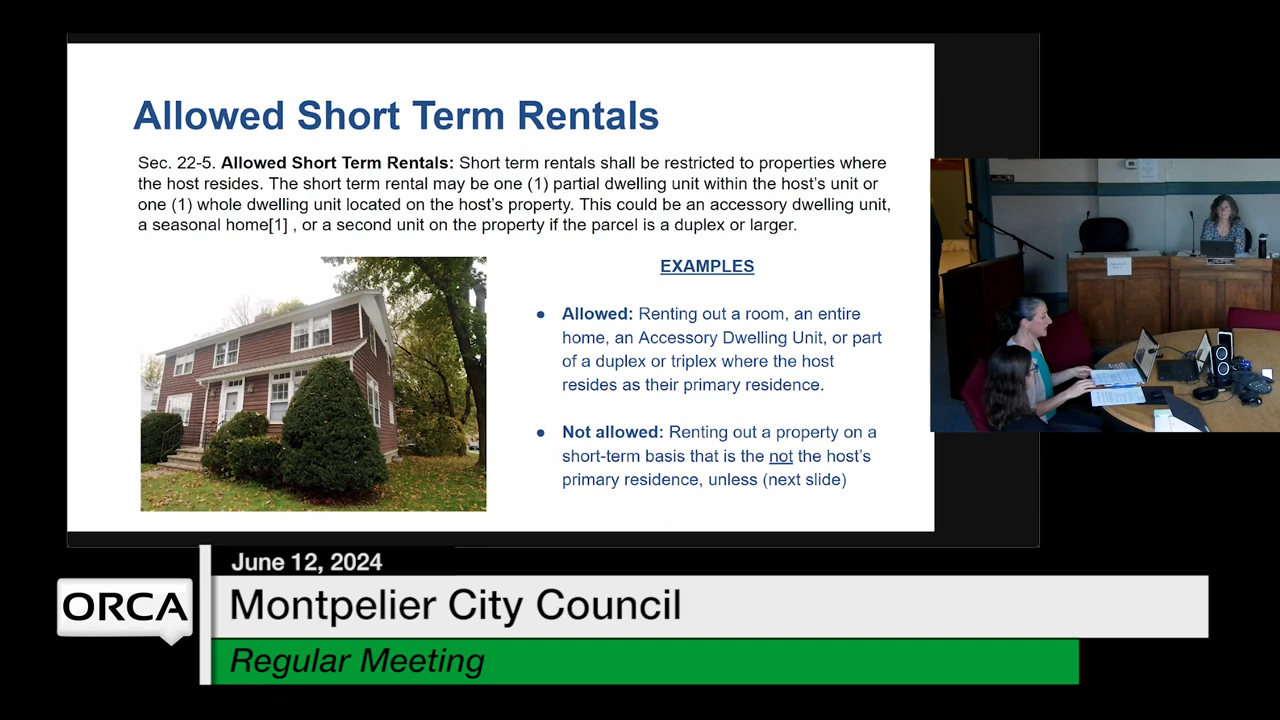 Allowed Short Term Rentals
Sec. 22-5. Allowed Short Term Rentals: Short term rentals shall be restricted to properties where
the host resides. The short term rental may be one (1) partial dwelling unit within the host's unit or
one (1) whole dwelling unit located on the host's property. This could be an accessory dwelling unit,
a seasonal home[1] , or a second unit on the property if the parcel is a duplex or larger.
EXAMPLES
● Allowed: Renting out a room, an entire
home, an Accessory Dwelling Unit, or part
of a duplex or triplex where the host
resides as their primary residence.
● Not allowed: Renting out a property on a
short-term basis that is the not the host's
primary residence, unless (next slide)
June 12, 2024
ORCA
Montpelier City Council
Regular Meeting